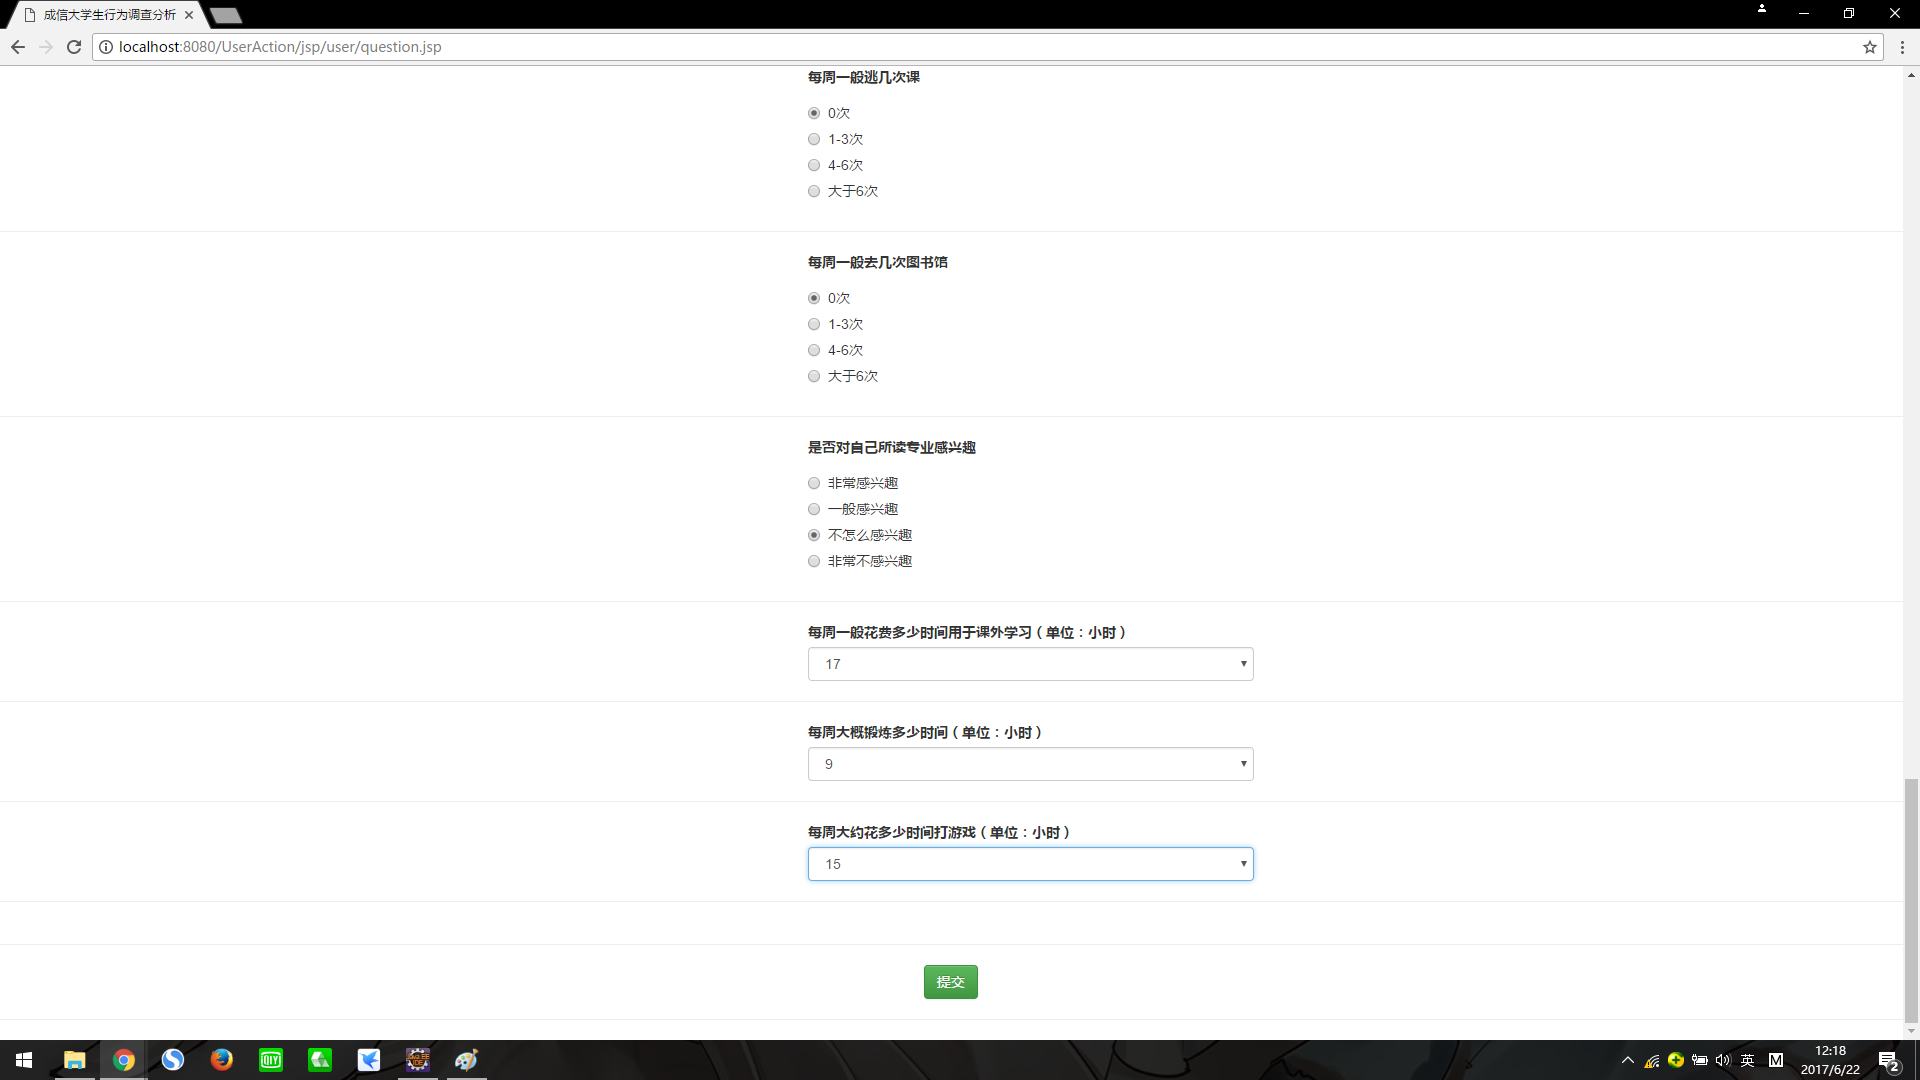 成信大学生行为调查分析
localhost:8080/UserAction/jsp/user/question.jsp
每周一般逃几次课
0次
1-3次
4-6次
大于6次
每周一般去几次图书馆
0次
1-3次
4-6次
大于6次
是否对自己所读专业感兴趣
非常感兴趣
一般感兴趣
不怎么感兴趣
非常不感兴趣
每周一般花费多少时间用于课外学习（单位：小时）
17
每周大概锻炼多少时间（单位：小时）
9
每周大约花多少时间打游戏（单位：小时）
15
提交
QIY
英
M
12:18
2017/6/22
2